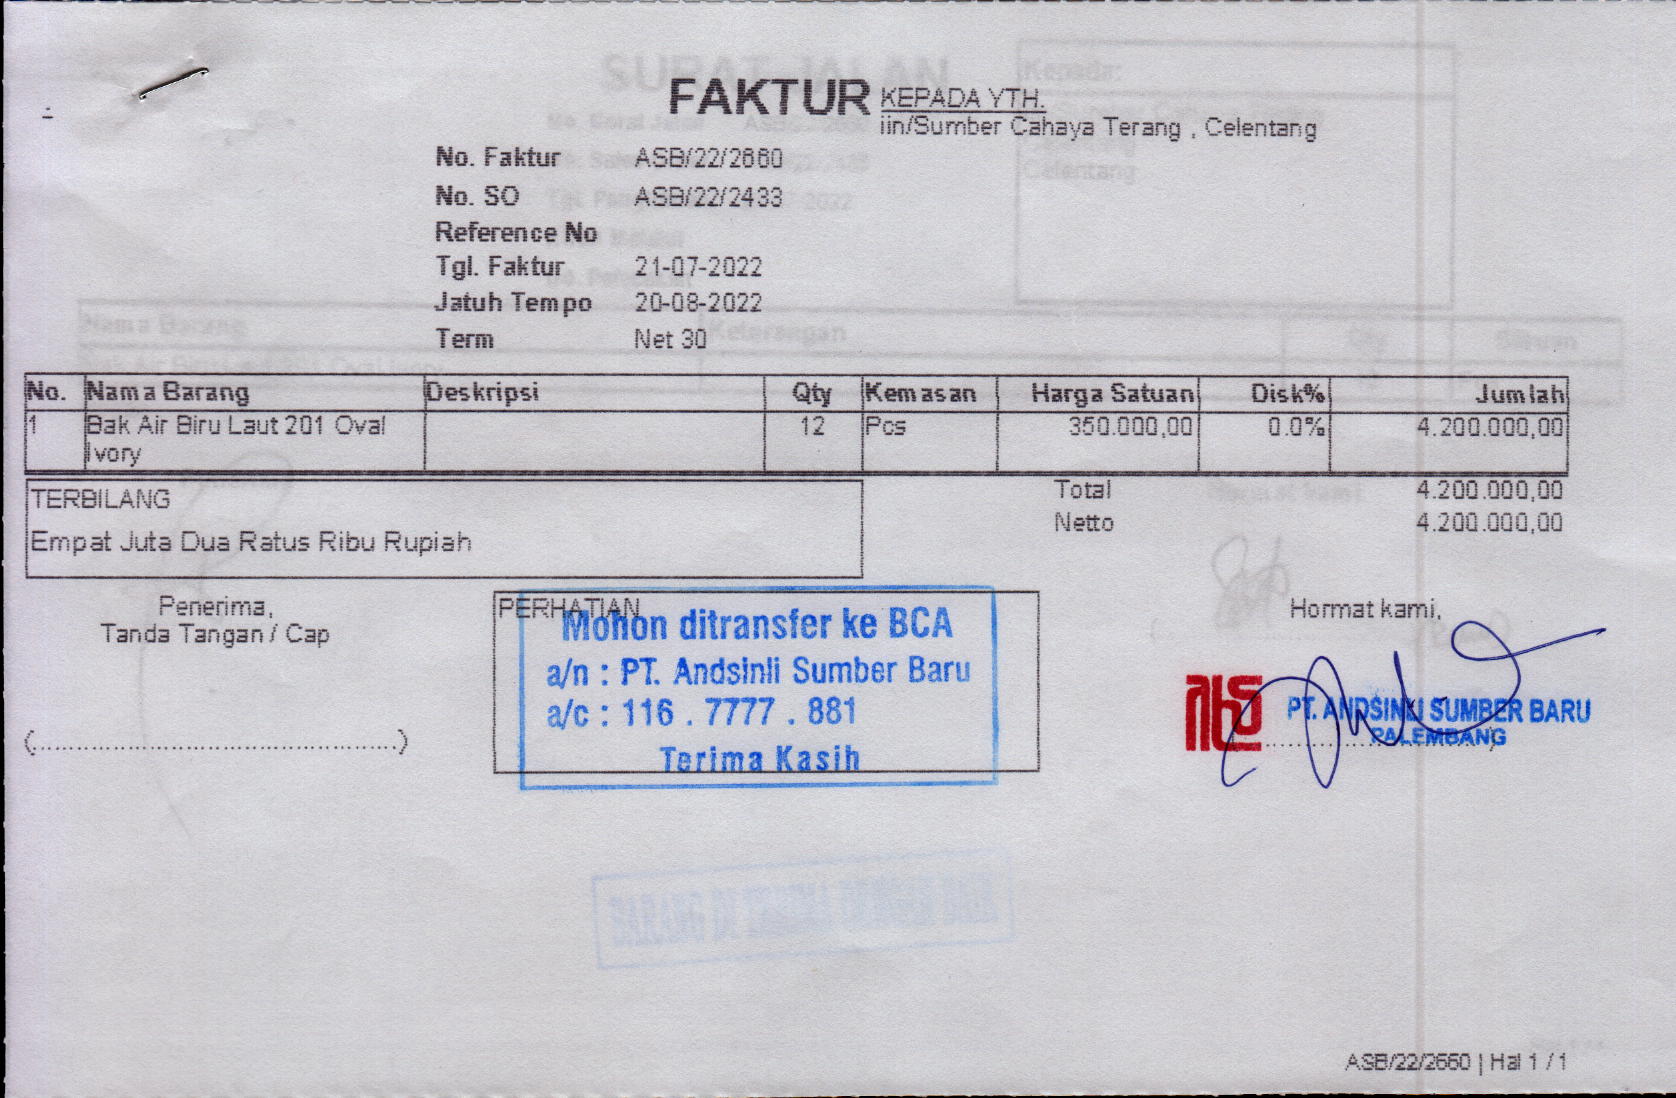 FAKTUR
KEPADA YTH.
iin/Sumber Cahaya Terang , Celentang
No. Faktur ASB/22/2660
No. SO ASB/22/2433
Reference No
Tgl. Faktur 21-07-2022
Jatuh Tempo 20-08-2022
Term Net 30
No. Nama Barang Deskripsi Qty Kemasan Harga Satuan Disk% Jumlah
1 Bak Air Biru Laut 201 Oval 12 Pcs 350.000,00 0.0% 4.200.000,00
Ivory
TERBILANG
Empat Juta Dua Ratus Ribu Rupiah
Total 4.200.000,00
Netto 4.200.000,00
Penerima,
Tanda Tangan / Cap
(................................................)
PERHATIAN
Mohon ditransfer ke BCA
a/n : PT. Andsinli Sumber Baru
a/c : 116 . 7777 . 881
Terima Kasih
Hormat kami,
PT. ANDSINLI SUMBER BARU
PALEMBANG
ASB/22/2660 | Hal 1 / 1